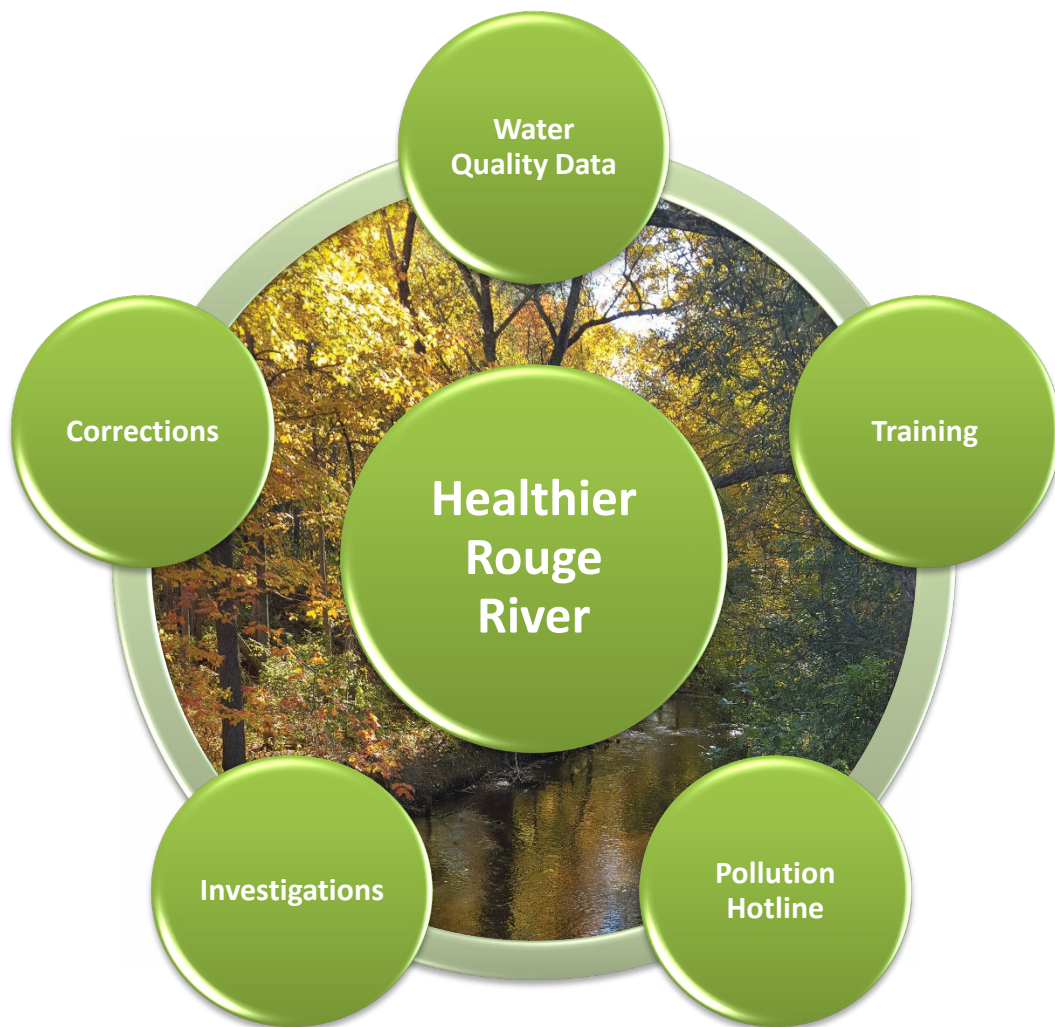 Water
Quality Data
Training
Pollution
Hotline
Investigations
Corrections
Healthier
Rouge
River